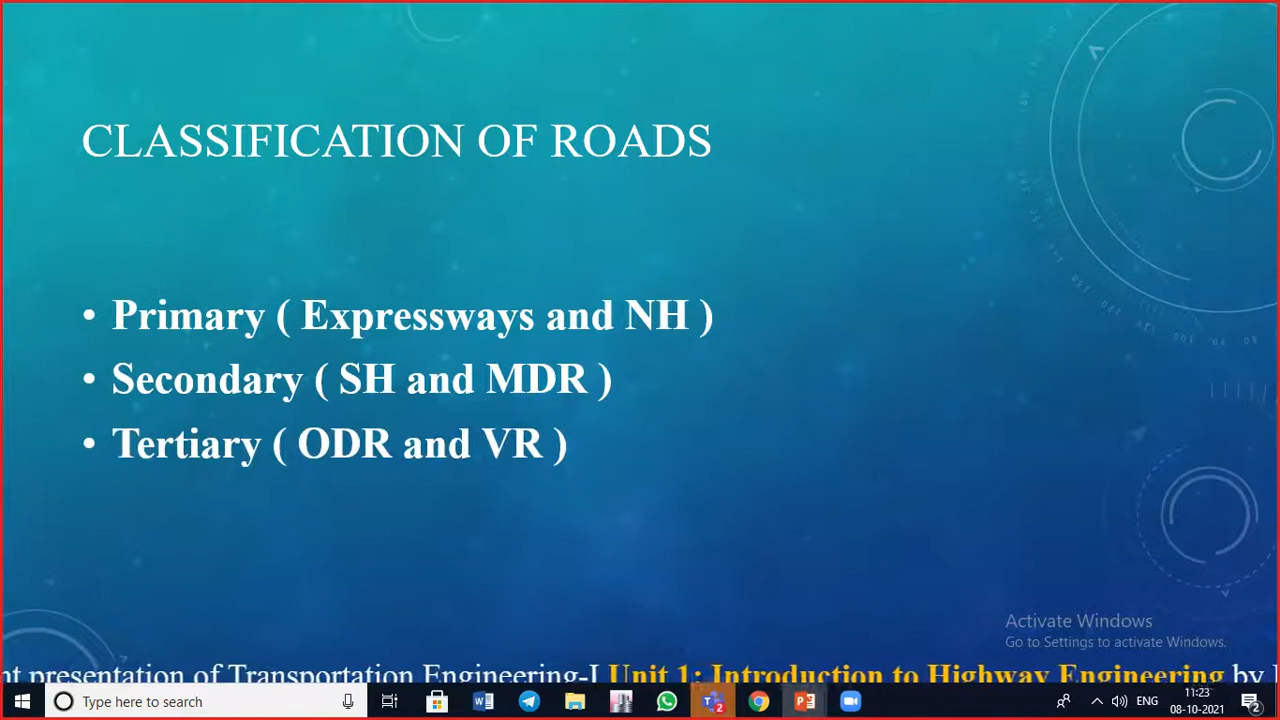 CLASSIFICATION OF ROADS
• Primary ( Expressways and NH )
• Secondary ( SH and MDR )
• Tertiary ( ODR and VR )
Activate Windows
Go to Settings to activate Windows.
presentation of Transportation Engineering-I Unit 1: Introduction to Highway Engineering by
Type here to search
2
ENG
11:23
08-10-2021
2